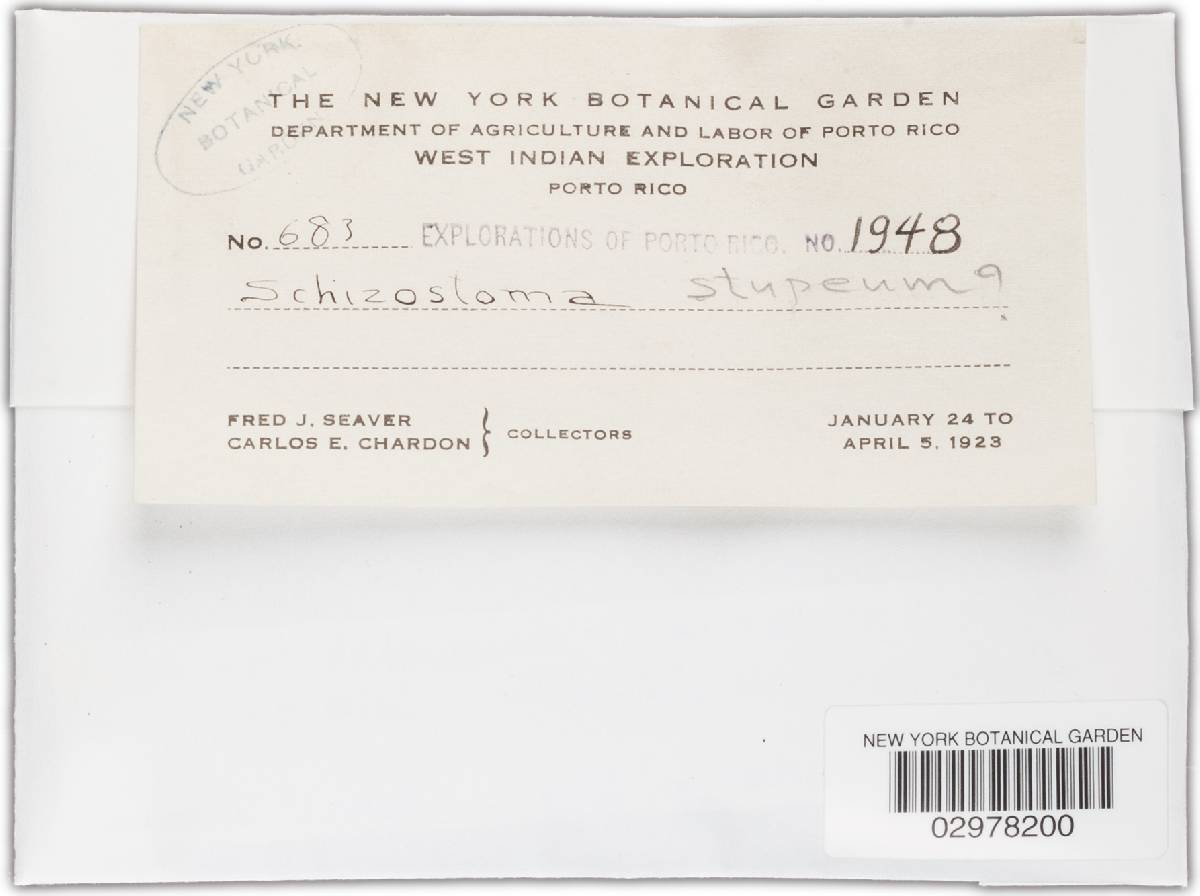 NEW YORK
BOTANICAL
GARDEN
THE NEW YORK BOTANICAL GARDEN
DEPARTMENT OF AGRICULTURE AND LABOR OF PORTO RICO
WEST INDIAN EXPLORATION
PORTO RICO
No. 683 EXPLORATIONS OF PORTO RICO. NO. 1948
Schizostoma stupeum
FRED J. SEAVER
CARLOS E. CHARDON } COLLECTORS
JANUARY 24 TO
APRIL 5, 1923
NEW YORK BOTANICAL GARDEN
02978200